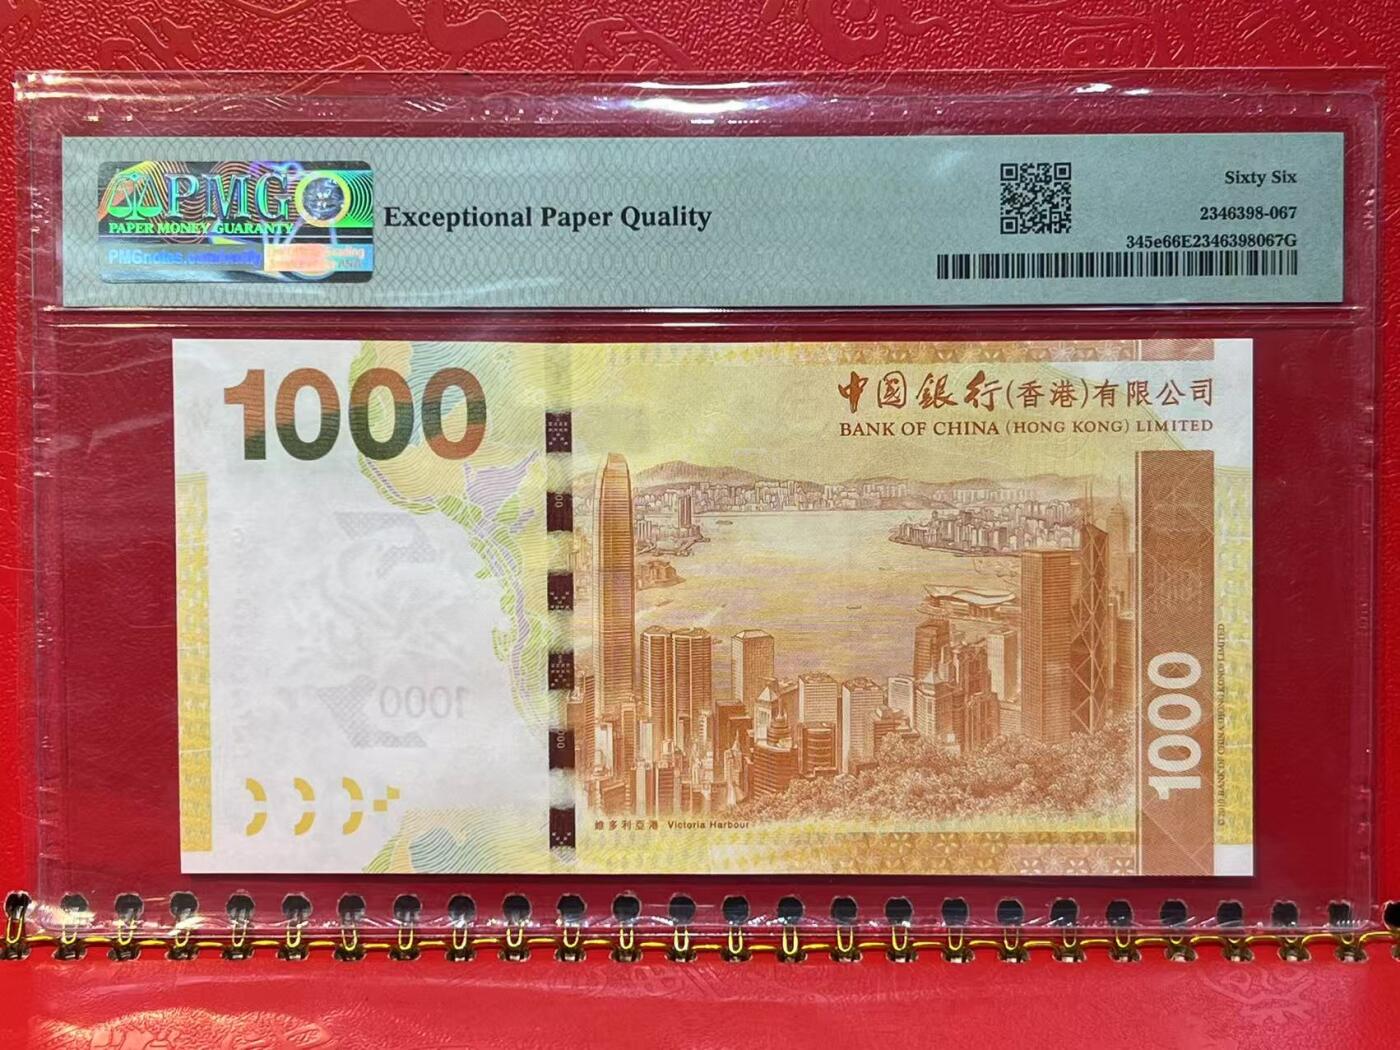 PMG
PAPER MONEY GUARANTY
Exceptional Paper Quality
Sixty Six
2346398-067
345e66E2346398067G
1000
中國銀行(香港)有限公司
BANK OF CHINA (HONG KONG) LIMITED
1000
1000
維多利亞港 Victoria Harbour